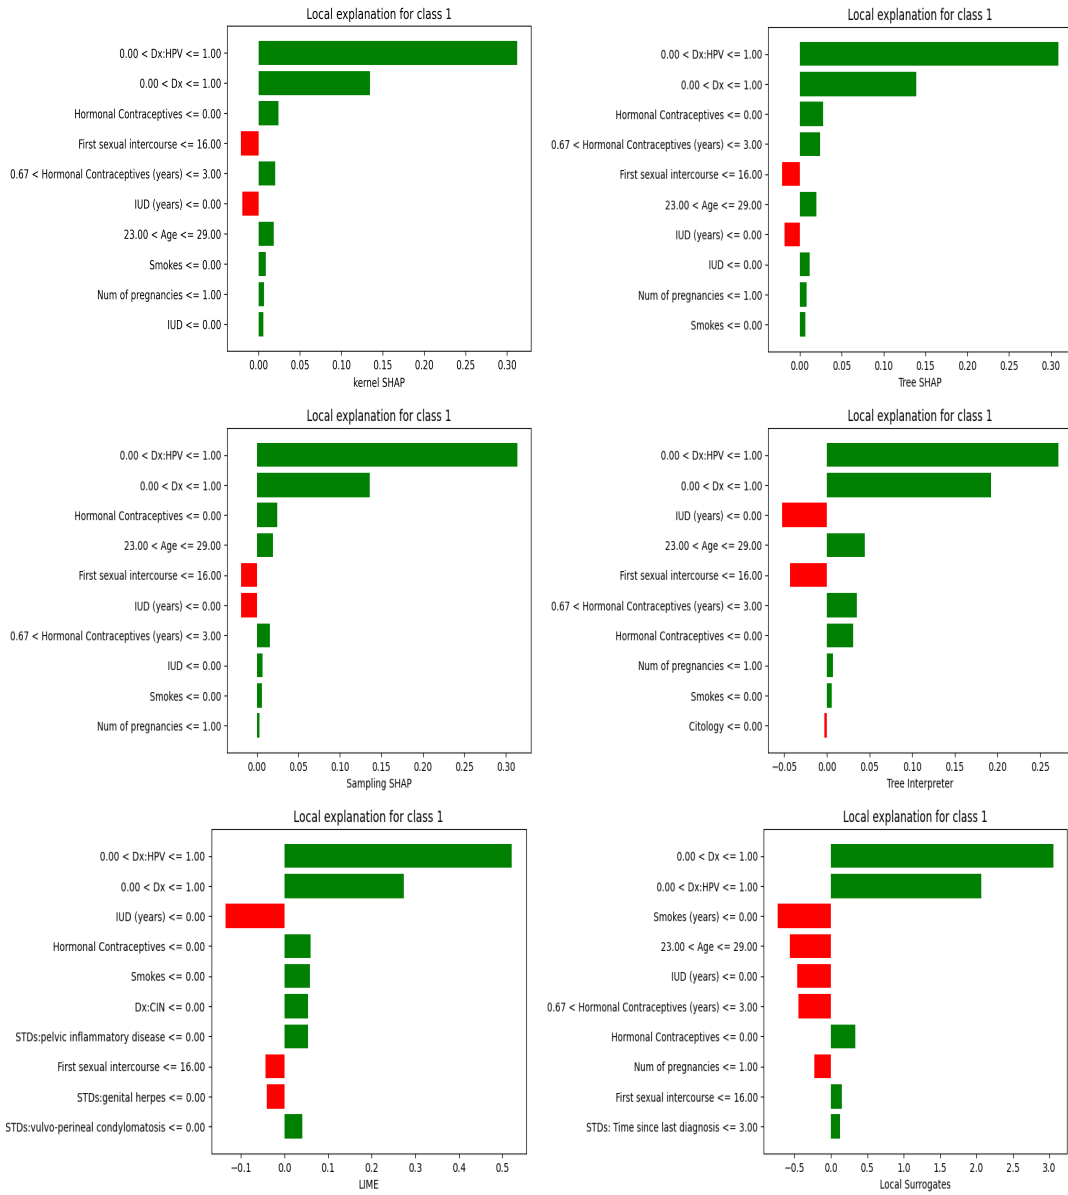 Local explanation for class 1
0.00 < Dx:HPV <= 1.00
0.00 < Dx <= 1.00
Hormonal Contraceptives <= 0.00
First sexual intercourse <= 16.00
0.67 < Hormonal Contraceptives (years) <= 3.00
IUD (years) <= 0.00
23.00 < Age <= 29.00
Smokes <= 0.00
Num of pregnancies <= 1.00
IUD <= 0.00
0.00 0.05 0.10 0.15 0.20 0.25 0.30
kernel SHAP
Local explanation for class 1
0.00 < Dx:HPV <= 1.00
0.00 < Dx <= 1.00
Hormonal Contraceptives <= 0.00
0.67 < Hormonal Contraceptives (years) <= 3.00
First sexual intercourse <= 16.00
23.00 < Age <= 29.00
IUD (years) <= 0.00
IUD <= 0.00
Num of pregnancies <= 1.00
Smokes <= 0.00
0.00 0.05 0.10 0.15 0.20 0.25 0.30
Tree SHAP
Local explanation for class 1
0.00 < Dx:HPV <= 1.00
0.00 < Dx <= 1.00
Hormonal Contraceptives <= 0.00
23.00 < Age <= 29.00
First sexual intercourse <= 16.00
IUD (years) <= 0.00
0.67 < Hormonal Contraceptives (years) <= 3.00
IUD <= 0.00
Smokes <= 0.00
Num of pregnancies <= 1.00
0.00 0.05 0.10 0.15 0.20 0.25 0.30
Sampling SHAP
Local explanation for class 1
0.00 < Dx:HPV <= 1.00
0.00 < Dx <= 1.00
IUD (years) <= 0.00
23.00 < Age <= 29.00
First sexual intercourse <= 16.00
0.67 < Hormonal Contraceptives (years) <= 3.00
Hormonal Contraceptives <= 0.00
Num of pregnancies <= 1.00
Smokes <= 0.00
Citology <= 0.00
−0.05 0.00 0.05 0.10 0.15 0.20 0.25
Tree Interpreter
Local explanation for class 1
0.00 < Dx:HPV <= 1.00
0.00 < Dx <= 1.00
IUD (years) <= 0.00
Hormonal Contraceptives <= 0.00
Smokes <= 0.00
Dx:CIN <= 0.00
STDs:pelvic inflammatory disease <= 0.00
First sexual intercourse <= 16.00
STDs:genital herpes <= 0.00
STDs:vulvo-perineal condylomatosis <= 0.00
−0.1 0.0 0.1 0.2 0.3 0.4 0.5
LIME
Local explanation for class 1
0.00 < Dx <= 1.00
0.00 < Dx:HPV <= 1.00
Smokes (years) <= 0.00
23.00 < Age <= 29.00
IUD (years) <= 0.00
0.67 < Hormonal Contraceptives (years) <= 3.00
Hormonal Contraceptives <= 0.00
Num of pregnancies <= 1.00
First sexual intercourse <= 16.00
STDs: Time since last diagnosis <= 3.00
−0.5 0.0 0.5 1.0 1.5 2.0 2.5 3.0
Local Surrogates